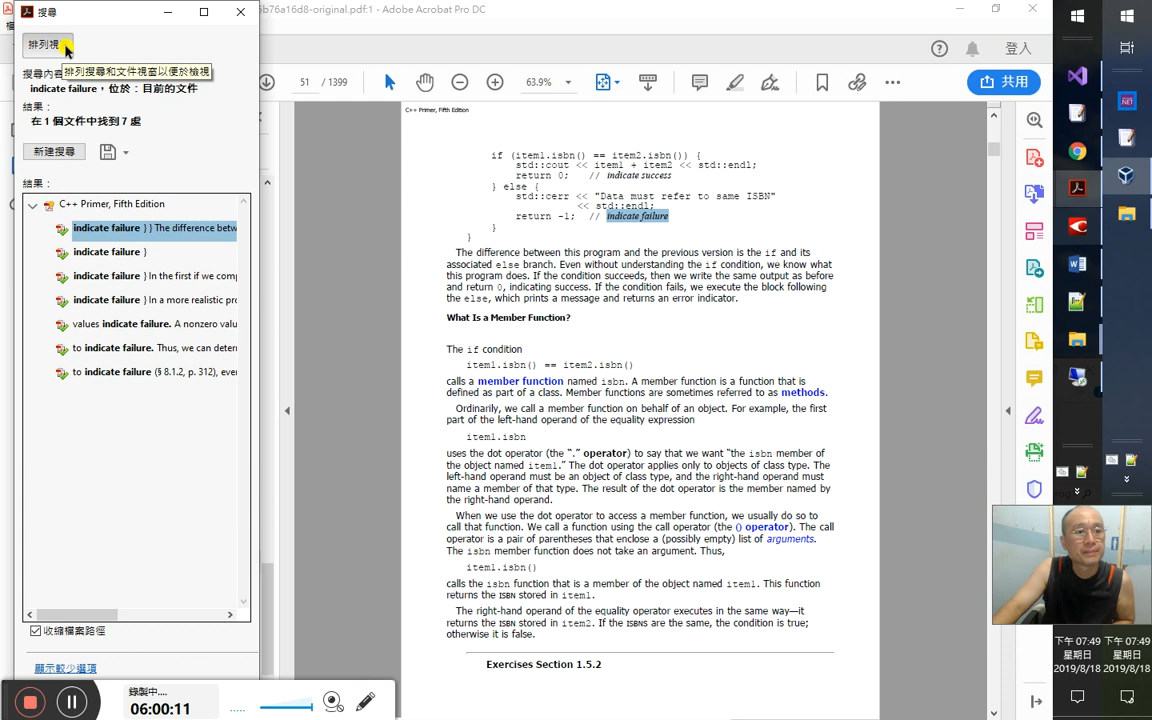 搜尋
6b76a16d8-original.pdf:1 - Adobe Acrobat Pro DC
排列視
排列搜尋和文件視窗以便於檢視
搜尋內容
indicate failure，位於：目前的文件
結果：
在 1 個文件中找到 7 處
新建搜尋
結果：
C++ Primer, Fifth Edition
indicate failure } } The difference betw
indicate failure }
indicate failure } In the first if we comp
indicate failure } In a more realistic pro
values indicate failure. A nonzero valu
to indicate failure. Thus, we can deter
to indicate failure (§ 8.1.2, p. 312), ever
收縮檔案路徑
顯示較少選項
錄製中....
06:00:11
登入
51 / 1399
63.9%
共用
C++ Primer, Fifth Edition
if (item1.isbn() == item2.isbn()) {
std::cout << item1 + item2 << std::endl;
return 0; // indicate success
} else {
std::cerr << "Data must refer to same ISBN"
<< std::endl;
return -1; // indicate failure
}
}
The difference between this program and the previous version is the if and its
associated else branch. Even without understanding the if condition, we know what
this program does. If the condition succeeds, then we write the same output as before
and return 0, indicating success. If the condition fails, we execute the block following
the else, which prints a message and returns an error indicator.
What Is a Member Function?
The if condition
item1.isbn() == item2.isbn()
calls a member function named isbn. A member function is a function that is
defined as part of a class. Member functions are sometimes referred to as methods.
Ordinarily, we call a member function on behalf of an object. For example, the first
part of the left-hand operand of the equality expression
item1.isbn
uses the dot operator (the “.” operator) to say that we want “the isbn member of
the object named item1.” The dot operator applies only to objects of class type. The
left-hand operand must be an object of class type, and the right-hand operand must
name a member of that type. The result of the dot operator is the member named by
the right-hand operand.
When we use the dot operator to access a member function, we usually do so to
call that function. We call a function using the call operator (the () operator). The call
operator is a pair of parentheses that enclose a (possibly empty) list of arguments.
The isbn member function does not take an argument. Thus,
item1.isbn()
calls the isbn function that is a member of the object named item1. This function
returns the ISBN stored in item1.
The right-hand operand of the equality operator executes in the same way—it
returns the ISBN stored in item2. If the ISBNs are the same, the condition is true;
otherwise it is false.
Exercises Section 1.5.2
下午 07:49 下午 07:49
星期日 星期日
2019/8/18 2019/8/18